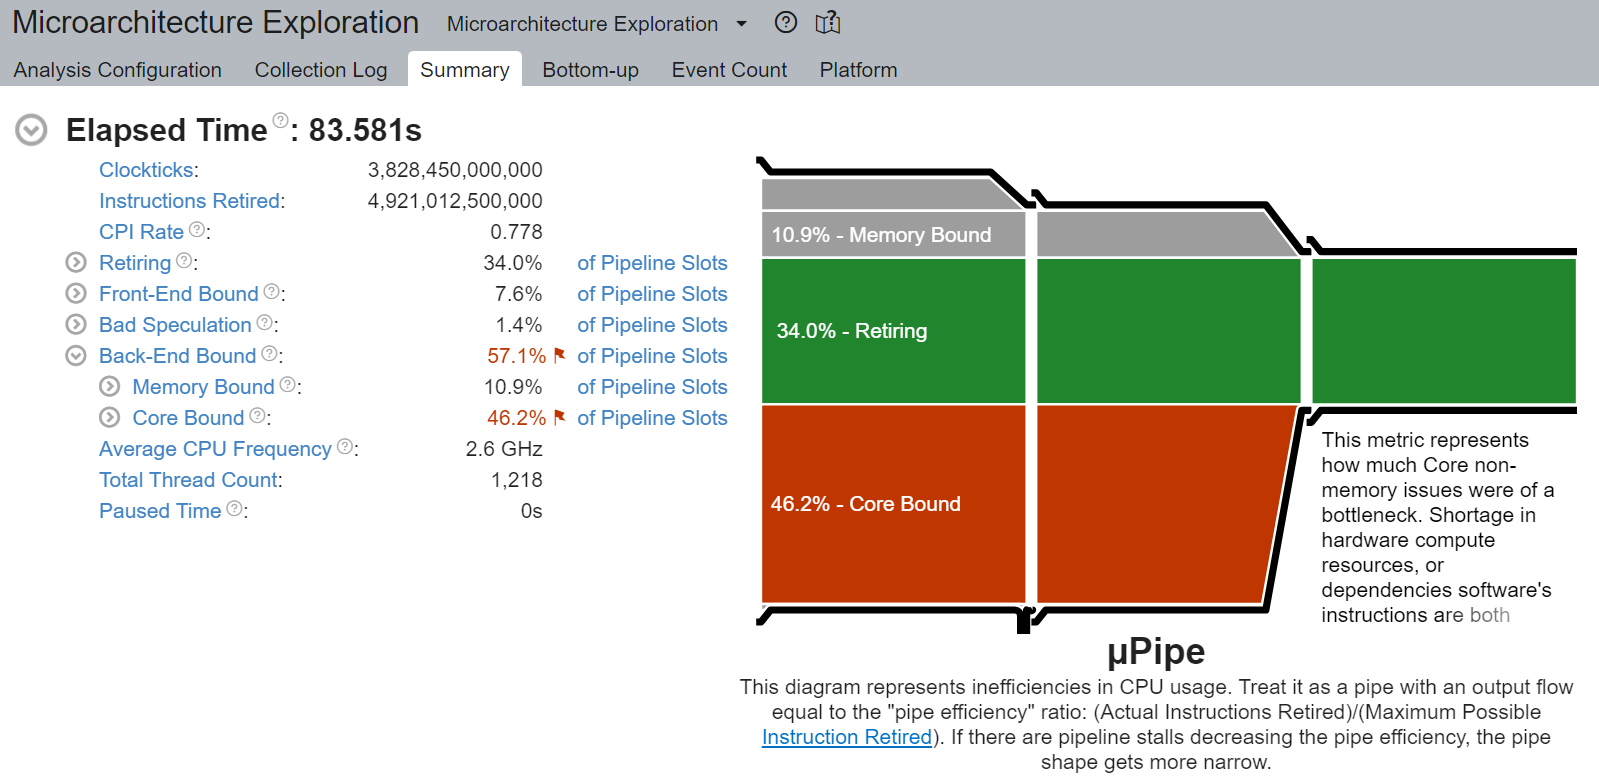 Microarchitecture Exploration Microarchitecture Exploration
Analysis Configuration Collection Log Summary Bottom-up Event Count Platform
Elapsed Time ? : 83.581s
Clockticks: 3,828,450,000,000
Instructions Retired: 4,921,012,500,000
CPI Rate ? : 0.778
Retiring ? : 34.0% of Pipeline Slots
Front-End Bound ? : 7.6% of Pipeline Slots
Bad Speculation ? : 1.4% of Pipeline Slots
Back-End Bound ? : 57.1% of Pipeline Slots
Memory Bound ? : 10.9% of Pipeline Slots
Core Bound ? : 46.2% of Pipeline Slots
Average CPU Frequency ? : 2.6 GHz
Total Thread Count: 1,218
Paused Time ? : 0s
10.9% - Memory Bound
34.0% - Retiring
46.2% - Core Bound
This metric represents
how much Core non-
memory issues were of a
bottleneck. Shortage in
hardware compute
resources, or
dependencies software's
instructions are both
µPipe
This diagram represents inefficiencies in CPU usage. Treat it as a pipe with an output flow
equal to the "pipe efficiency" ratio: (Actual Instructions Retired)/(Maximum Possible
Instruction Retired). If there are pipeline stalls decreasing the pipe efficiency, the pipe
shape gets more narrow.